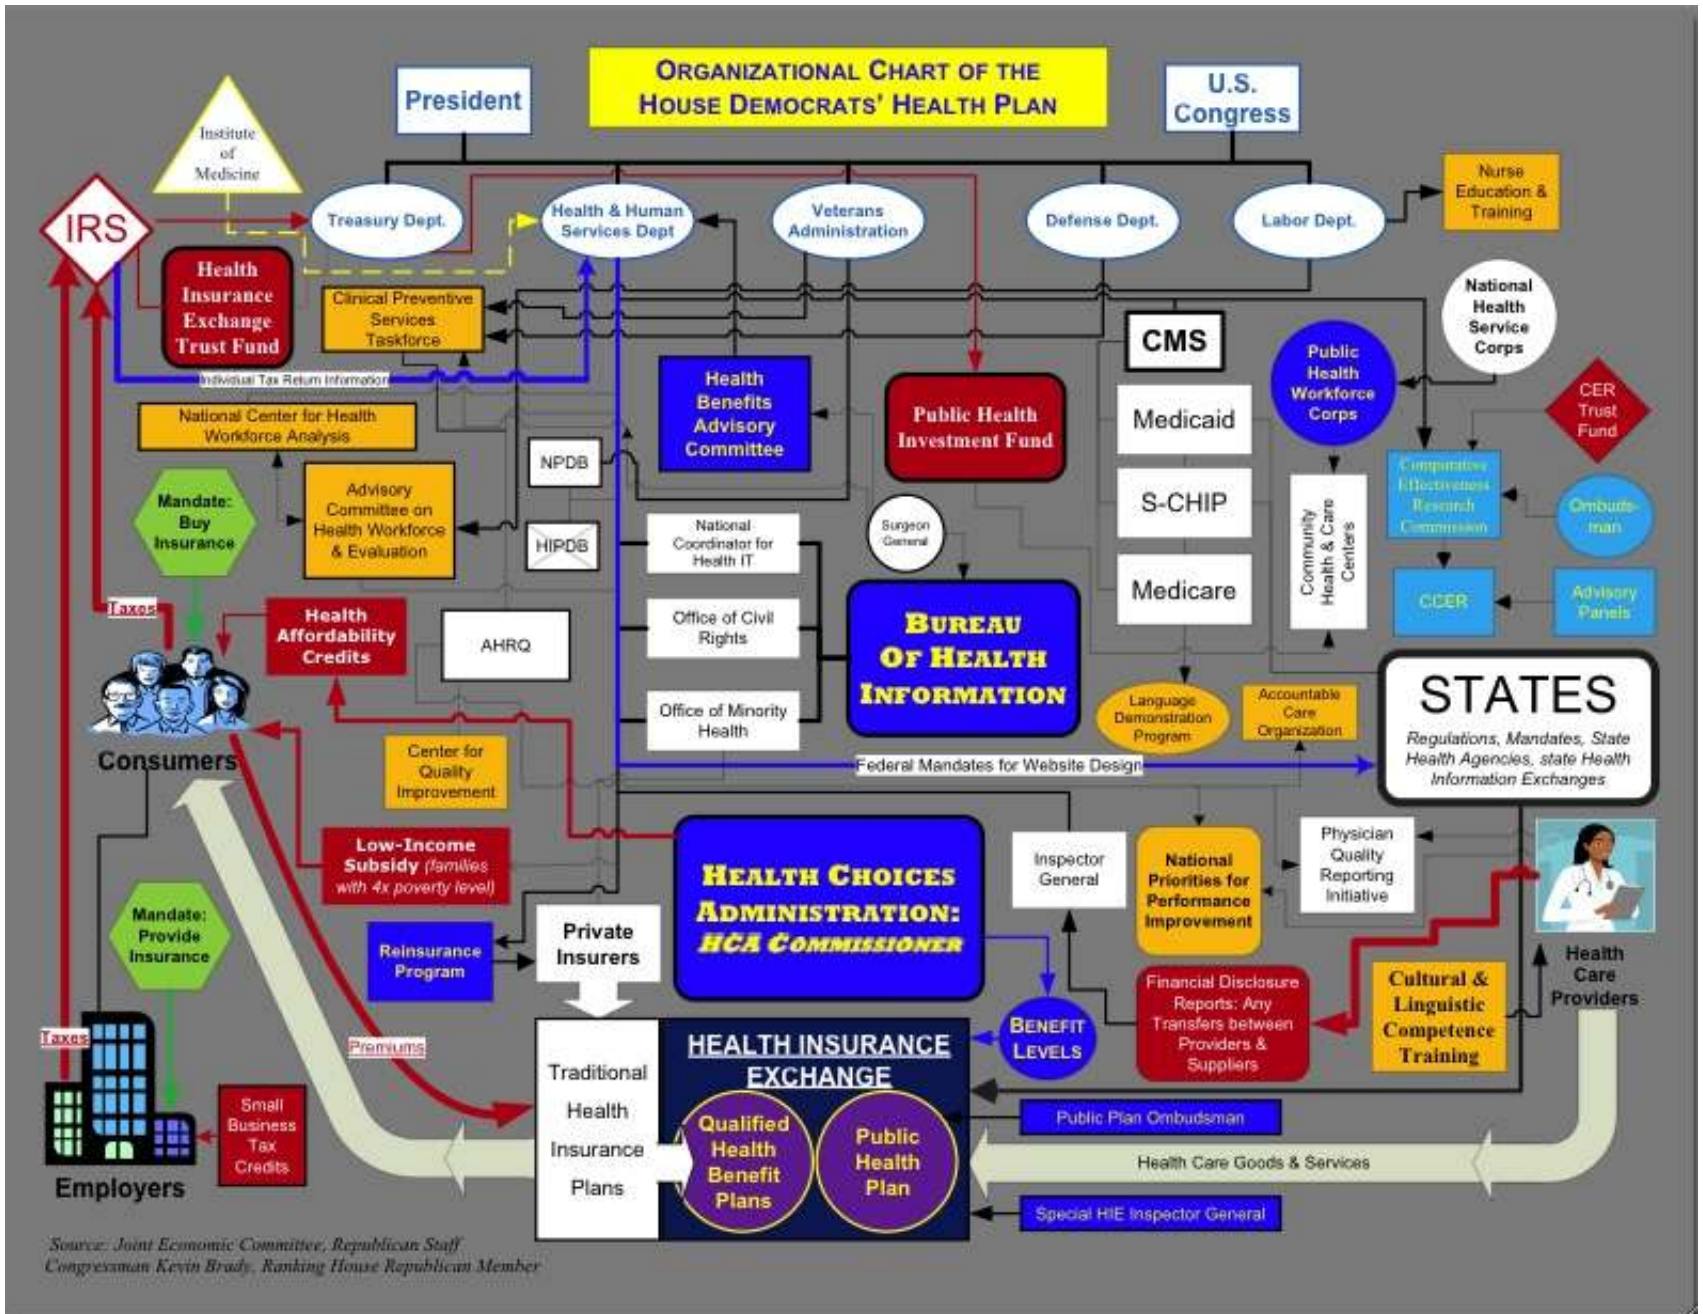 ORGANIZATIONAL CHART OF THE
HOUSE DEMOCRATS' HEALTH PLAN
President
U.S.
Congress
Institute
of
Medicine
IRS
Treasury Dept.
Health & Human
Services Dept
Veterans
Administration
Defense Dept.
Labor Dept.
Nurse
Education &
Training
Health
Insurance
Exchange
Trust Fund
Clinical Preventive
Services
Taskforce
National
Health
Service
Corps
CMS
Public
Health
Workforce
Corps
Individual Tax Return Information
Health
Benefits
Advisory
Committee
Public Health
Investment Fund
Medicaid
CER
Trust
Fund
National Center for Health
Workforce Analysis
NPDB
Advisory
Committee on
Health Workforce
& Evaluation
Mandate:
Buy
Insurance
HIPDB
National
Coordinator for
Health IT
Surgeon
General
S-CHIP
Community
Health & Care
Centers
Comparative
Effectiveness
Research
Commission
Ombuds-
man
Medicare
CCER
Advisory
Panels
Taxes
Health
Affordability
Credits
AHRQ
Office of Civil
Rights
BUREAU
OF HEALTH
INFORMATION
Office of Minority
Health
Language
Demonstration
Program
Accountable
Care
Organization
STATES
Regulations, Mandates, State
Health Agencies, state Health
Information Exchanges
Consumers
Center for
Quality
Improvement
Federal Mandates for Website Design
Low-Income
Subsidy (families
with 4x poverty level)
HEALTH CHOICES
ADMINISTRATION:
HCA COMMISSIONER
Inspector
General
National
Priorities for
Performance
Improvement
Physician
Quality
Reporting
Initiative
Mandate:
Provide
Insurance
Reinsurance
Program
Private
Insurers
Financial Disclosure
Reports: Any
Transfers between
Providers &
Suppliers
Cultural &
Linguistic
Competence
Training
Health
Care
Providers
Taxes
Premiums
BENEFIT
LEVELS
Traditional
Health
Insurance
Plans
HEALTH INSURANCE
EXCHANGE
Qualified
Health
Benefit
Plans
Public
Health
Plan
Public Plan Ombudsman
Small
Business
Tax
Credits
Health Care Goods & Services
Employers
Special HIE Inspector General
Source: Joint Economic Committee, Republican Staff
Congressman Kevin Brady, Ranking House Republican Member